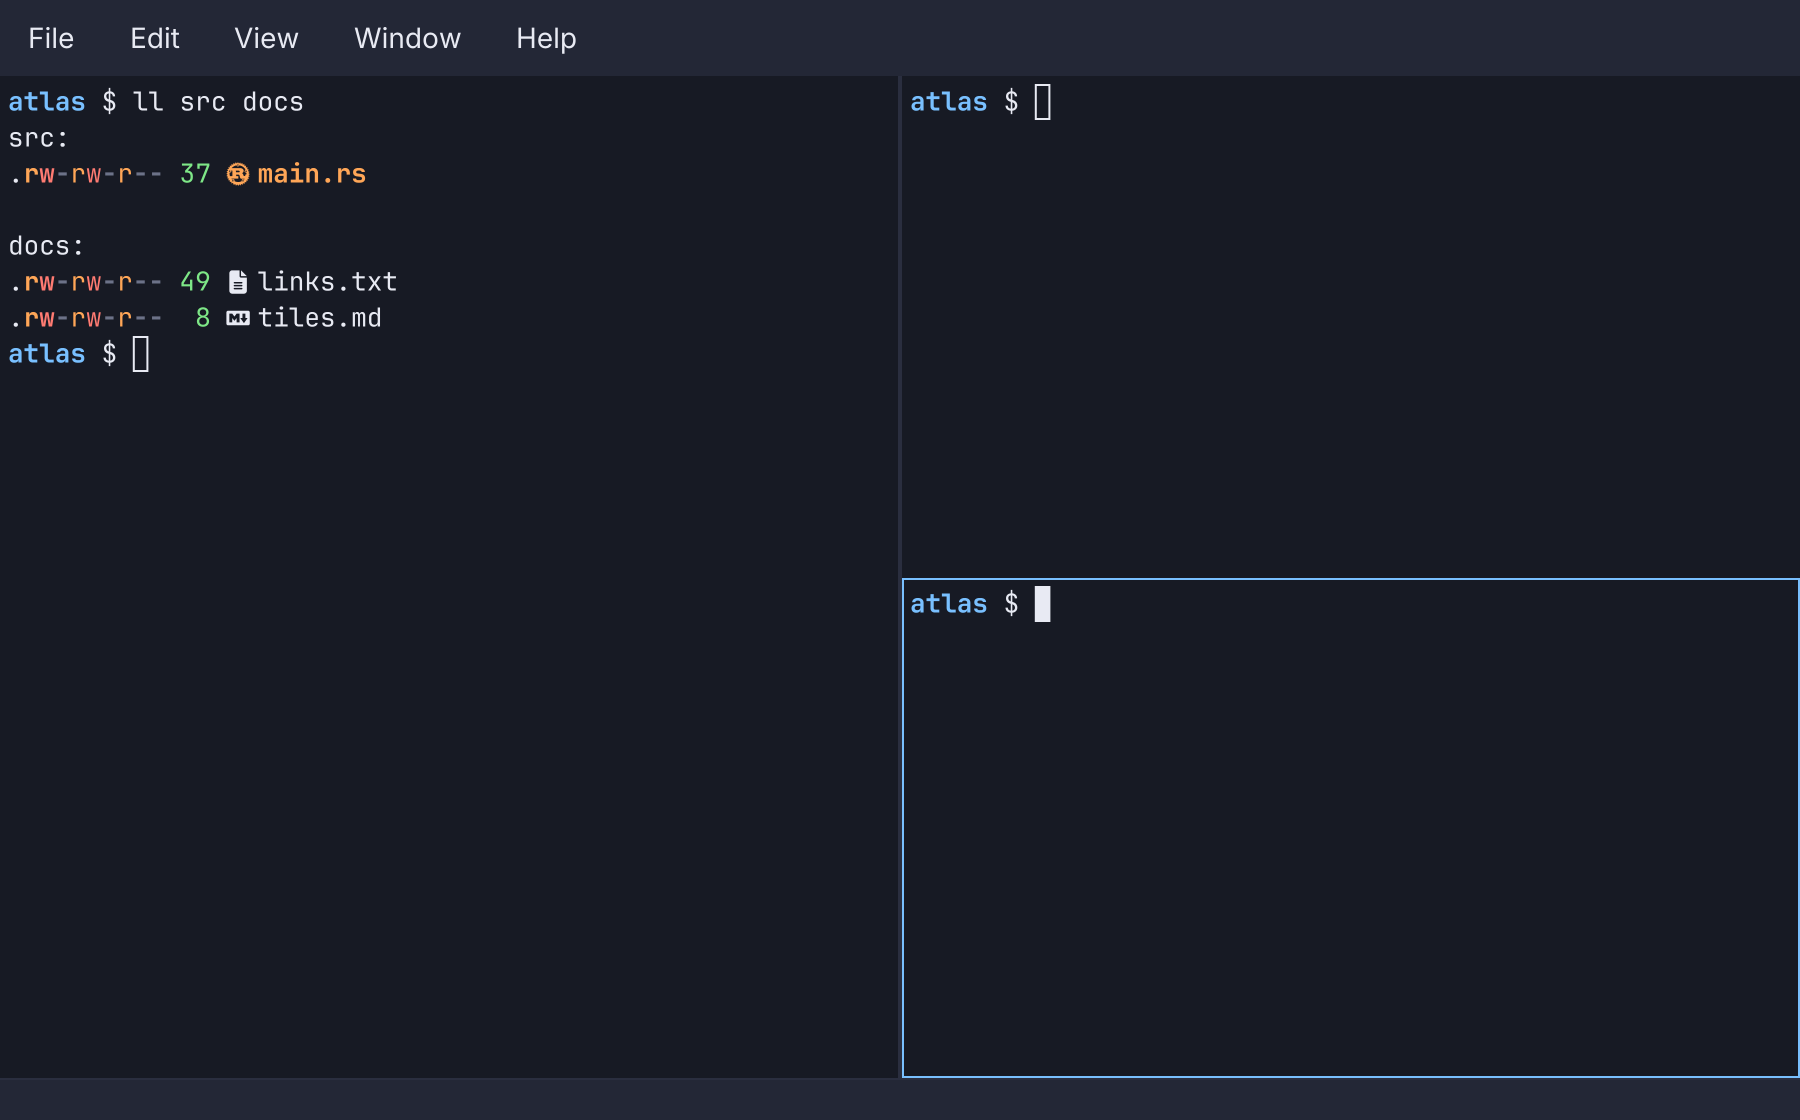 File Edit View Window Help
atlas $ ll src docs
src:
.rw-rw-r-- 37 main.rs

docs:
.rw-rw-r-- 49 links.txt
.rw-rw-r--  8 tiles.md
atlas $
atlas $
atlas $